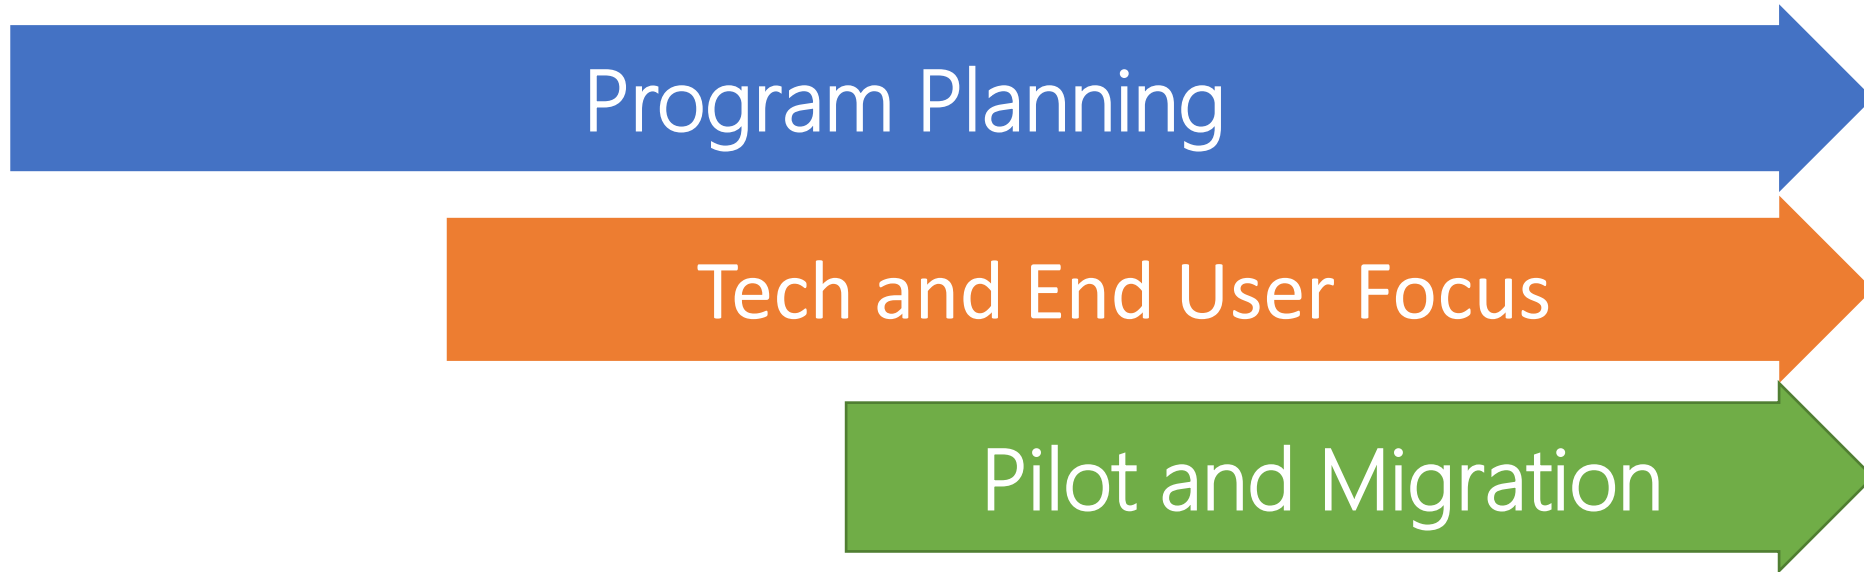 Program Planning
Tech and End User Focus
Pilot and Migration